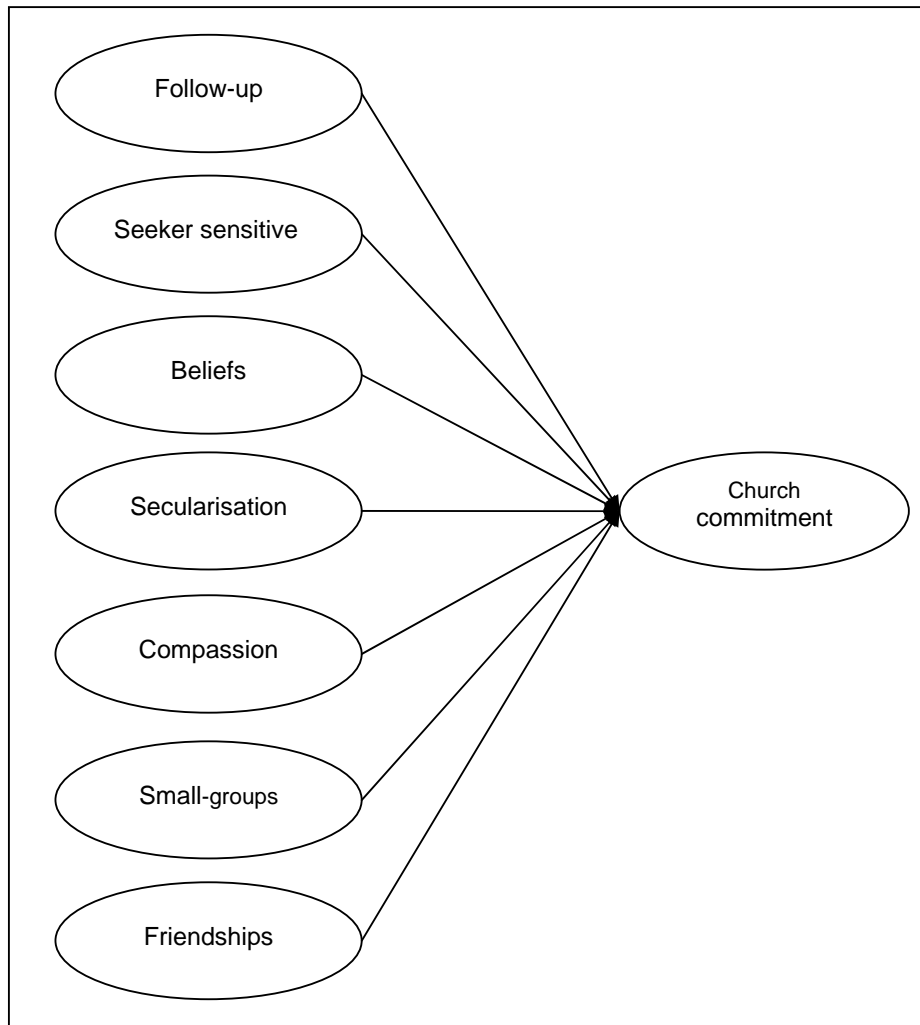 Follow-up
Seeker sensitive
Beliefs
Secularisation
Church
commitment
Compassion
Small-groups
Friendships